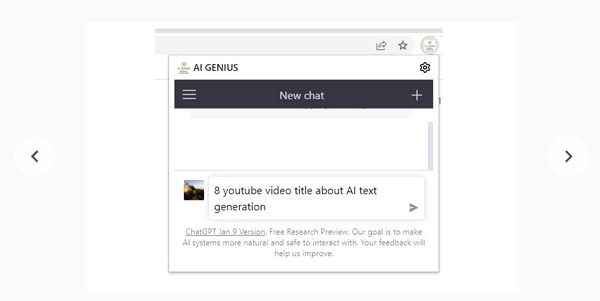 AI GENIUS
New chat
8 youtube video title about AI text
generation
ChatGPT Jan 9 Version. Free Research Preview. Our goal is to make
AI systems more natural and safe to interact with. Your feedback will
help us improve.